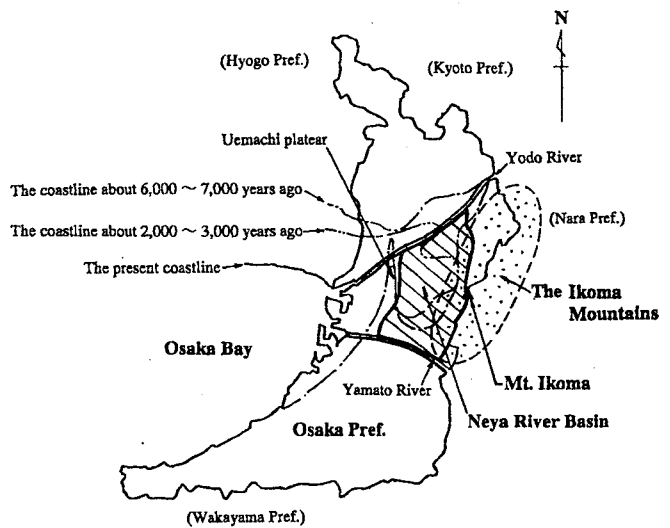 N
(Hyogo Pref.)
(Kyoto Pref.)
Uemachi platear
Yodo River
The coastline about 6,000 ~ 7,000 years ago
(Nara Pref.)
The coastline about 2,000 ~ 3,000 years ago
The present coastline
The Ikoma
Mountains
Osaka Bay
Mt. Ikoma
Yamato River
Neya River Basin
Osaka Pref.
(Wakayama Pref.)